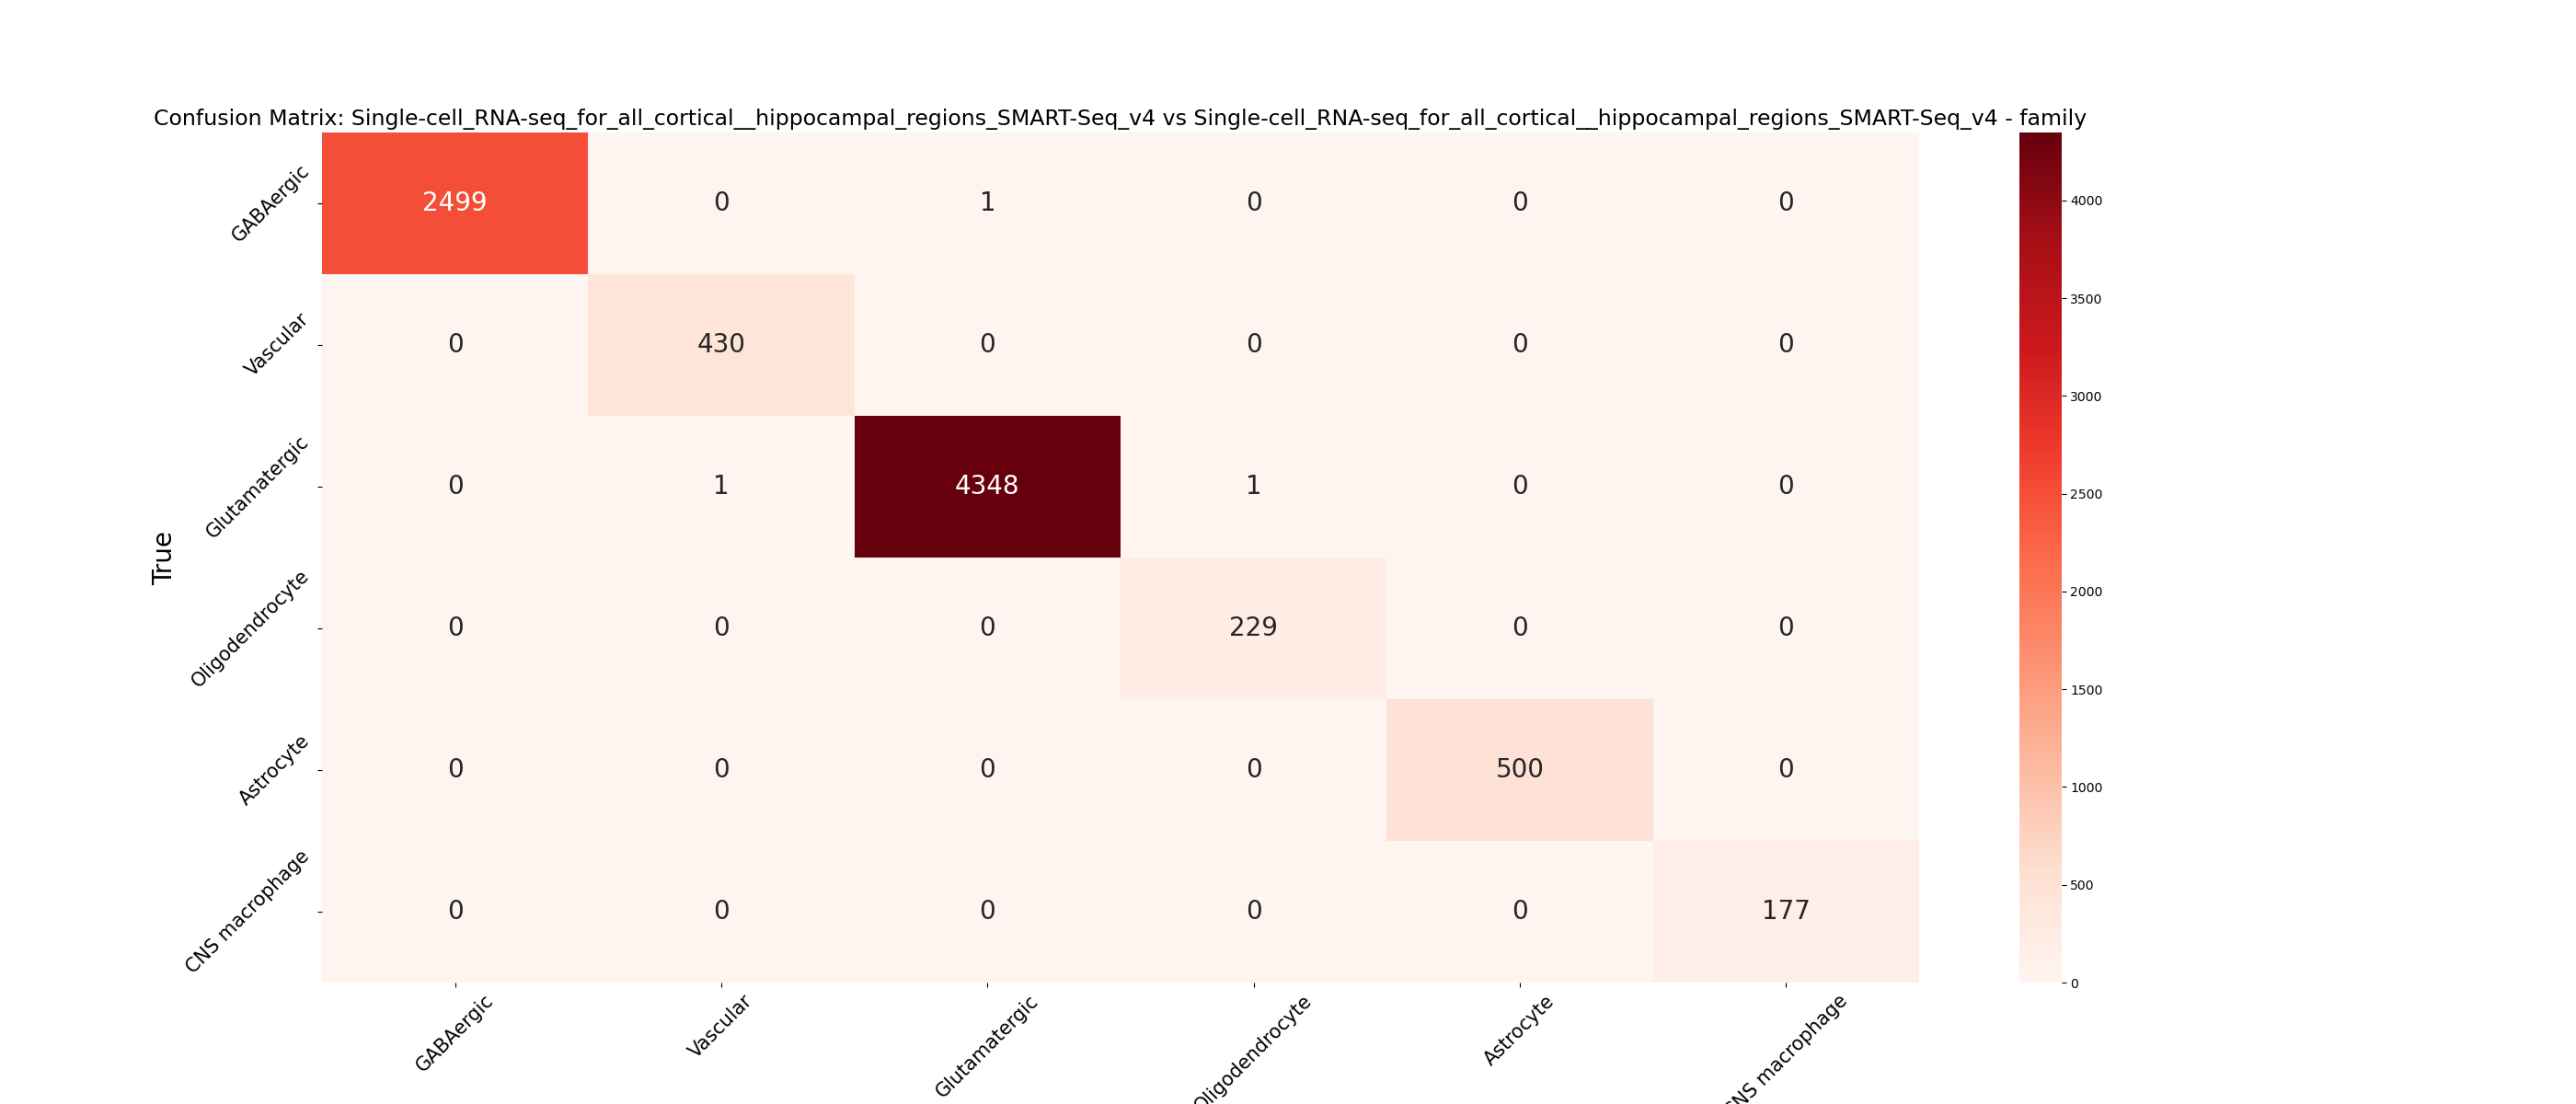 Confusion Matrix: Single-cell_RNA-seq_for_all_cortical__hippocampal_regions_SMART-Seq_v4 vs Single-cell_RNA-seq_for_all_cortical__hippocampal_regions_SMART-Seq_v4 - family
True
GABAergic 2499 0 1 0 0 0
Vascular 0 430 0 0 0 0
Glutamatergic 0 1 4348 1 0 0
Oligodendrocyte 0 0 0 229 0 0
Astrocyte 0 0 0 0 500 0
CNS macrophage 0 0 0 0 0 177
GABAergic Vascular Glutamatergic Oligodendrocyte Astrocyte CNS macrophage
4000
3500
3000
2500
2000
1500
1000
500
0